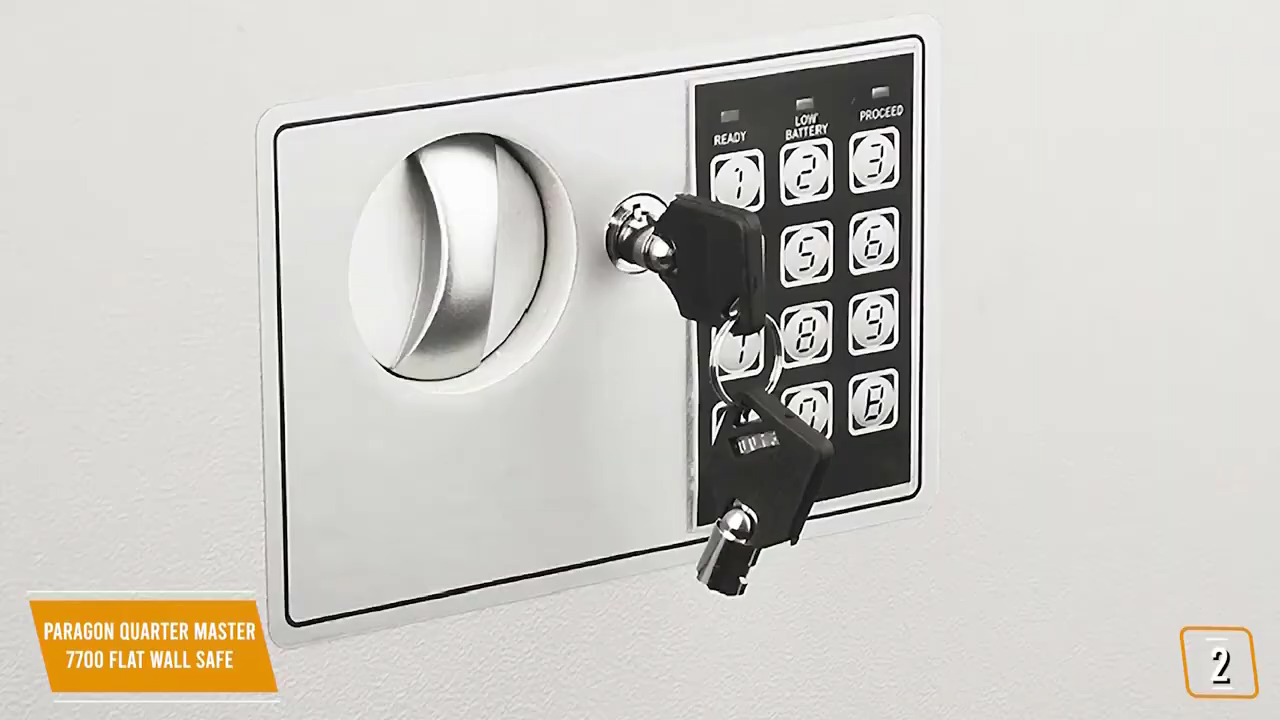 READY
LOW
BATTERY
PROCEED
1 2 3
5 6
7 8 9
B
PARAGON QUARTER MASTER
7700 FLAT WALL SAFE
2